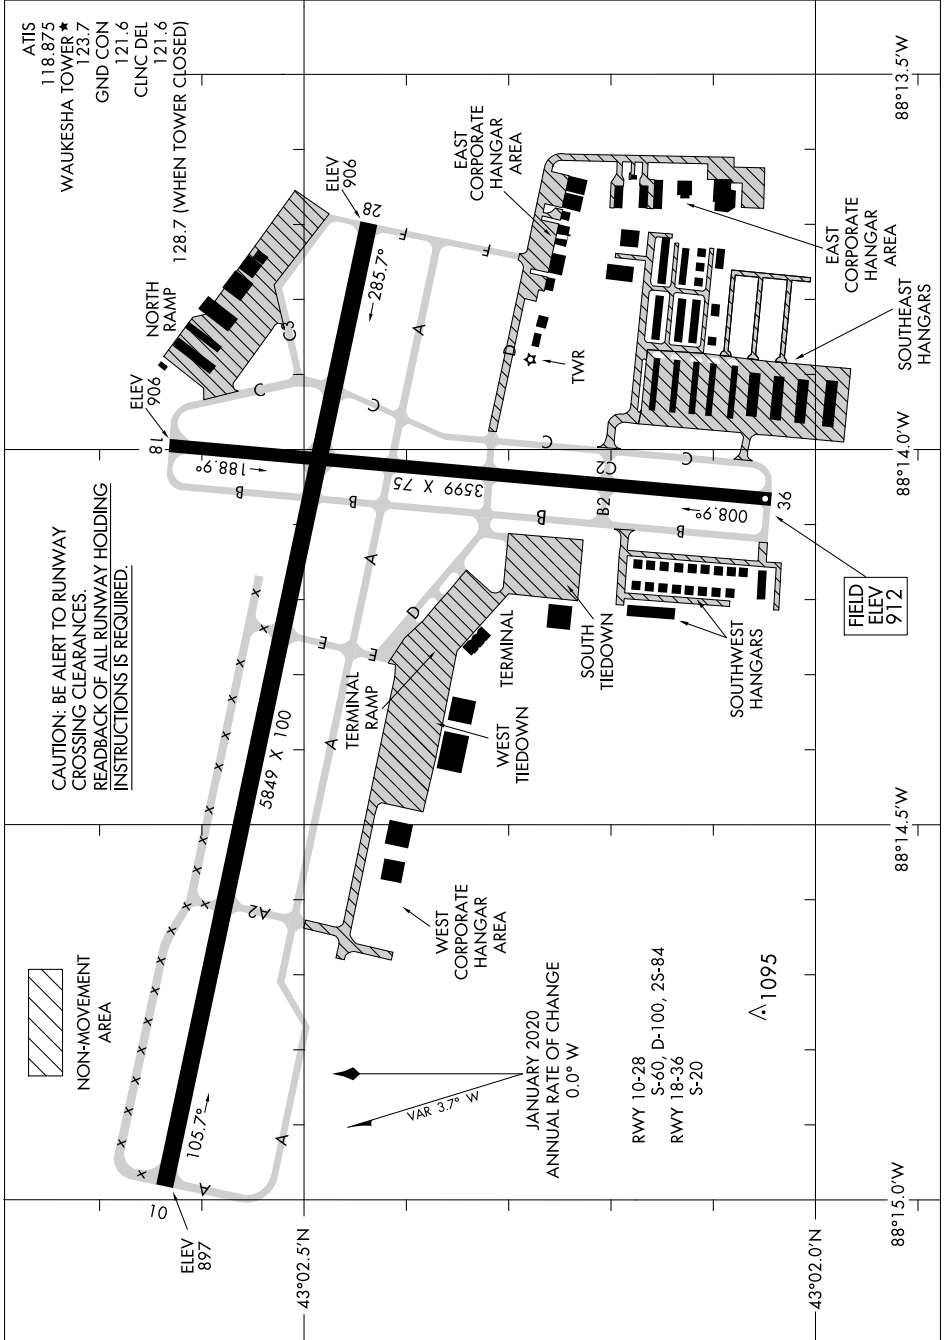 ATIS
118.875
WAUKESHA TOWER ★
123.7
GND CON
121.6
CLNC DEL
121.6
128.7 (WHEN TOWER CLOSED)
CAUTION: BE ALERT TO RUNWAY
CROSSING CLEARANCES.
READBACK OF ALL RUNWAY HOLDING
INSTRUCTIONS IS REQUIRED.
NON-MOVEMENT
AREA
NORTH
RAMP
ELEV
906
18
188.9°
ELEV
906
28
285.7°
C3
C
C
F
F
A
B
B
A
A
E
E
D
D
5849 X 100
3599 X 75
A2
105.7°
10
A
A
ELEV
897
EAST
CORPORATE
HANGAR
AREA
TWR
EAST
CORPORATE
HANGAR
AREA
SOUTHEAST
HANGARS
C
C2
C
B
B2
B
008.9°
36
FIELD
ELEV
912
TERMINAL
RAMP
TERMINAL
SOUTH
TIEDOWN
WEST
TIEDOWN
SOUTHWEST
HANGARS
WEST
CORPORATE
HANGAR
AREA
VAR 3.7° W
JANUARY 2020
ANNUAL RATE OF CHANGE
0.0° W
RWY 10-28
S-60, D-100, 2S-84
RWY 18-36
S-20
1095
43°02.5'N
43°02.0'N
88°15.0'W
88°14.5'W
88°14.0'W
88°13.5'W